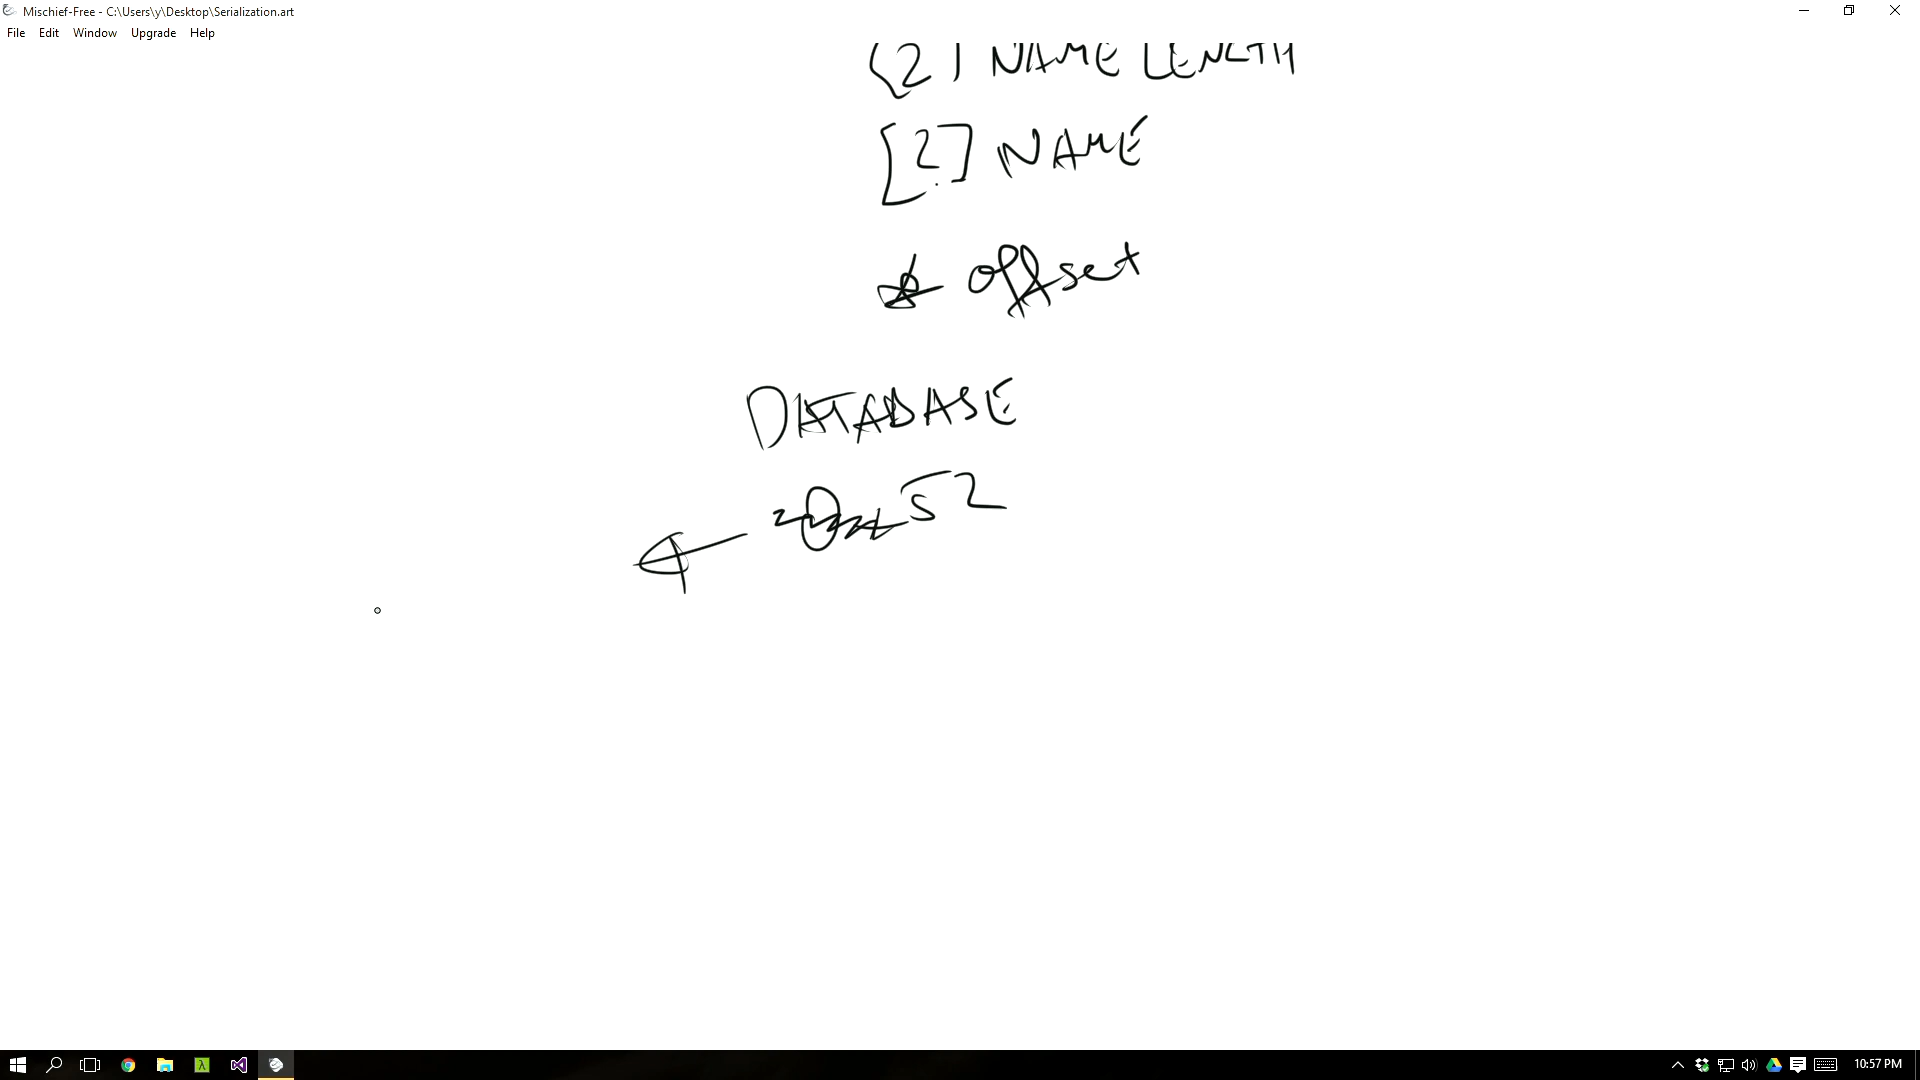 Mischief-Free - C:\Users\y\Desktop\Serialization.art
File Edit Window Upgrade Help
[2] NAME LENGTH
[2] NAME
offset
DATABASE
52
10:57 PM